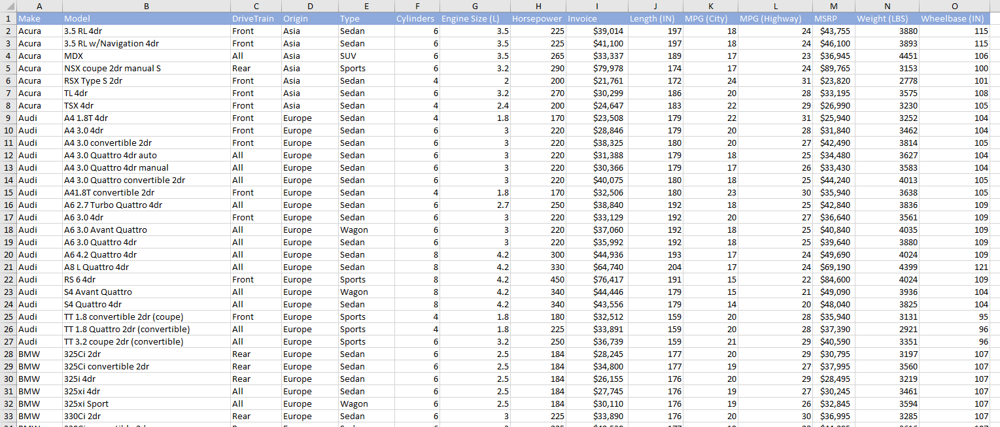 A B C D E F G H I J K L M N O
1 Make Model DriveTrain Origin Type Cylinders Engine Size (L) Horsepower Invoice Length (IN) MPG (City) MPG (Highway) MSRP Weight (LBS) Wheelbase (IN)
2 Acura 3.5 RL 4dr Front Asia Sedan 6 3.5 225 $39,014 197 18 24 $43,755 3880 115
3 Acura 3.5 RL w/Navigation 4dr Front Asia Sedan 6 3.5 225 $41,100 197 18 24 $46,100 3893 115
4 Acura MDX All Asia SUV 6 3.5 265 $33,337 189 17 23 $36,945 4451 106
5 Acura NSX coupe 2dr manual S Rear Asia Sports 6 3.2 290 $79,978 174 17 24 $89,765 3153 100
6 Acura RSX Type S 2dr Front Asia Sedan 4 2 200 $21,761 172 24 31 $23,820 2778 101
7 Acura TL 4dr Front Asia Sedan 6 3.2 270 $30,299 186 20 28 $33,195 3575 108
8 Acura TSX 4dr Front Asia Sedan 4 2.4 200 $24,647 183 22 29 $26,990 3230 105
9 Audi A4 1.8T 4dr Front Europe Sedan 4 1.8 170 $23,508 179 22 31 $25,940 3252 104
10 Audi A4 3.0 4dr Front Europe Sedan 6 3 220 $28,846 179 20 28 $31,840 3462 104
11 Audi A4 3.0 convertible 2dr Front Europe Sedan 6 3 220 $38,325 180 20 27 $42,490 3814 105
12 Audi A4 3.0 Quattro 4dr auto All Europe Sedan 6 3 220 $31,388 179 18 25 $34,480 3627 104
13 Audi A4 3.0 Quattro 4dr manual All Europe Sedan 6 3 220 $30,366 179 17 26 $33,430 3583 104
14 Audi A4 3.0 Quattro convertible 2dr All Europe Sedan 6 3 220 $40,075 180 18 25 $44,240 4013 105
15 Audi A41.8T convertible 2dr Front Europe Sedan 4 1.8 170 $32,506 180 23 30 $35,940 3638 105
16 Audi A6 2.7 Turbo Quattro 4dr All Europe Sedan 6 2.7 250 $38,840 192 18 25 $42,840 3836 109
17 Audi A6 3.0 4dr Front Europe Sedan 6 3 220 $33,129 192 20 27 $36,640 3561 109
18 Audi A6 3.0 Avant Quattro All Europe Wagon 6 3 220 $37,060 192 18 25 $40,840 4035 109
19 Audi A6 3.0 Quattro 4dr All Europe Sedan 6 3 220 $35,992 192 18 25 $39,640 3880 109
20 Audi A6 4.2 Quattro 4dr All Europe Sedan 8 4.2 300 $44,936 193 17 24 $49,690 4024 109
21 Audi A8 L Quattro 4dr All Europe Sedan 8 4.2 330 $64,740 204 17 24 $69,190 4399 121
22 Audi RS 6 4dr Front Europe Sports 8 4.2 450 $76,417 191 15 22 $84,600 4024 109
23 Audi S4 Avant Quattro All Europe Wagon 8 4.2 340 $44,446 179 15 21 $49,090 3936 104
24 Audi S4 Quattro 4dr All Europe Sedan 8 4.2 340 $43,556 179 14 20 $48,040 3825 104
25 Audi TT 1.8 convertible 2dr (coupe) Front Europe Sports 4 1.8 180 $32,512 159 20 28 $35,940 3131 95
26 Audi TT 1.8 Quattro 2dr (convertible) All Europe Sports 4 1.8 225 $33,891 159 20 28 $37,390 2921 96
27 Audi TT 3.2 coupe 2dr (convertible) All Europe Sports 6 3.2 250 $36,739 159 21 29 $40,590 3351 96
28 BMW 325Ci 2dr Rear Europe Sedan 6 2.5 184 $28,245 177 20 29 $30,795 3197 107
29 BMW 325Ci convertible 2dr Rear Europe Sedan 6 2.5 184 $34,800 177 19 27 $37,995 3560 107
30 BMW 325i 4dr Rear Europe Sedan 6 2.5 184 $26,155 176 20 29 $28,495 3219 107
31 BMW 325xi 4dr All Europe Sedan 6 2.5 184 $27,745 176 19 27 $30,245 3461 107
32 BMW 325xi Sport All Europe Wagon 6 2.5 184 $30,110 176 19 26 $32,845 3594 107
33 BMW 330Ci 2dr Rear Europe Sedan 6 3 225 $33,890 176 20 30 $36,995 3285 107